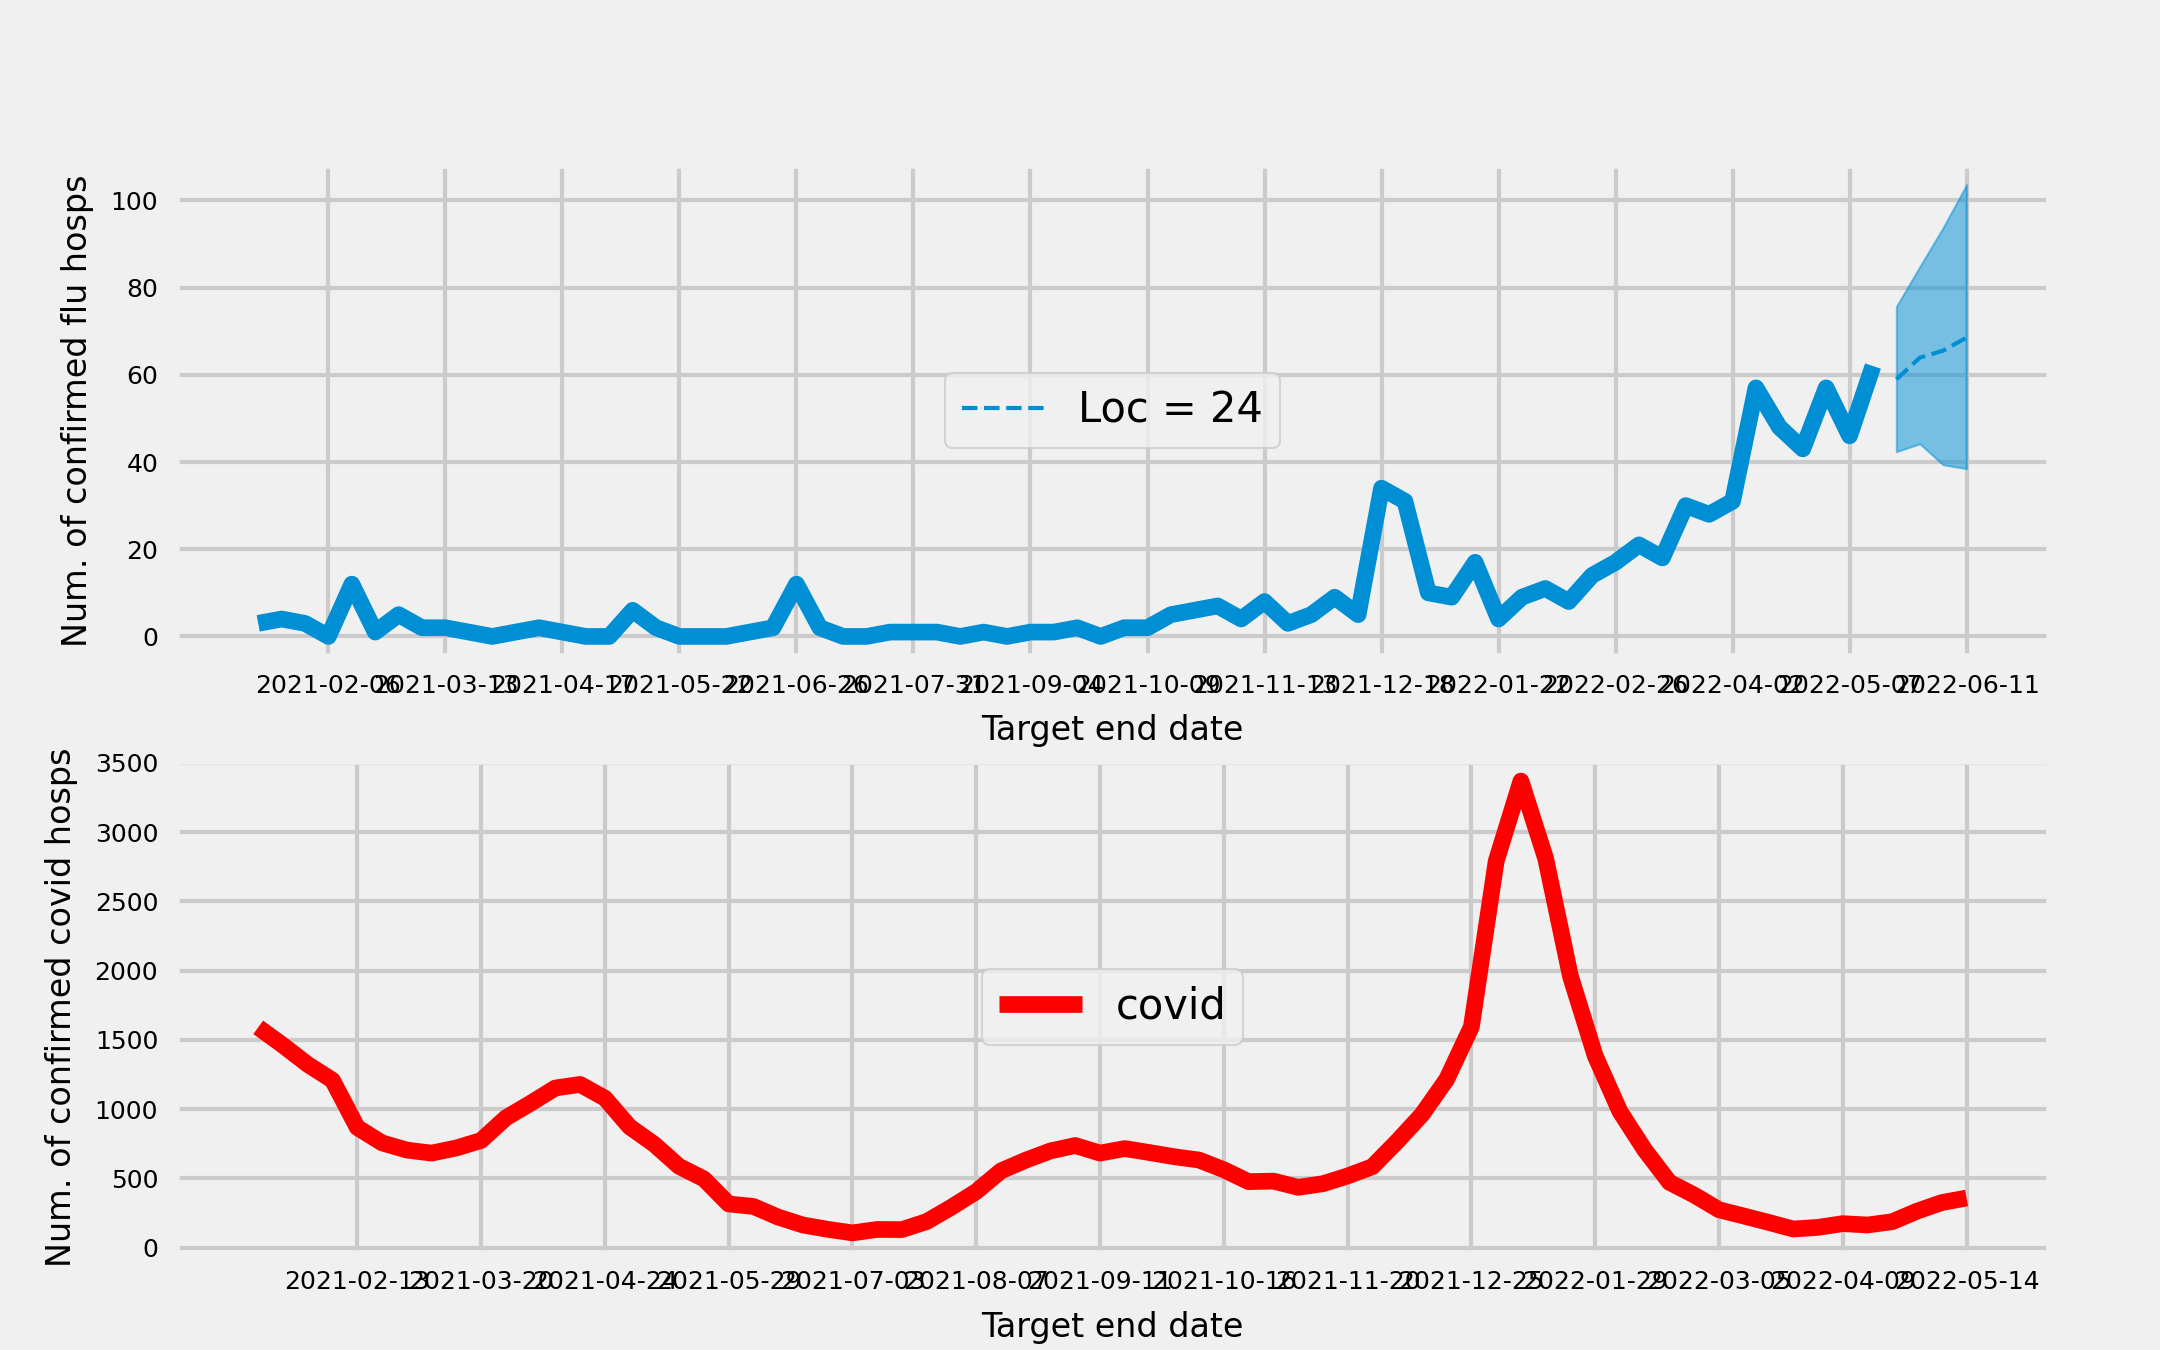 Num. of confirmed flu hosps
100
80
60
40
20
0
Loc = 24
2021-02-06 2021-03-13 2021-04-17 2021-05-22 2021-06-26 2021-07-31 2021-09-04 2021-10-09 2021-11-13 2021-12-18 2022-01-22 2022-02-26 2022-04-02 2022-05-07 2022-06-11
Target end date
Num. of confirmed covid hosps
3500
3000
2500
2000
1500
1000
500
0
covid
2021-02-13 2021-03-20 2021-04-24 2021-05-29 2021-07-03 2021-08-07 2021-09-11 2021-10-16 2021-11-20 2021-12-25 2022-01-29 2022-03-05 2022-04-09 2022-05-14
Target end date